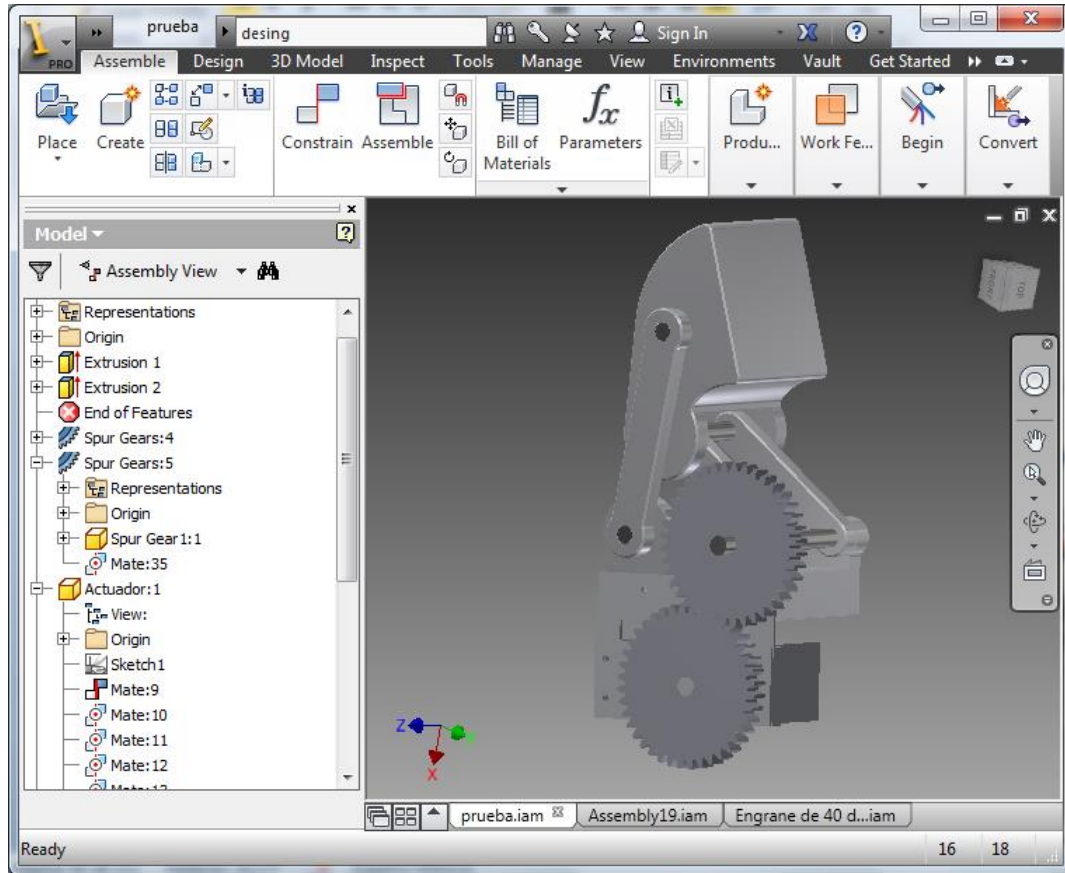 prueba desing Sign In
PRO Assemble Design 3D Model Inspect Tools Manage View Environments Vault Get Started
Place Create Constrain Assemble Bill of Materials Parameters Produ... Work Fe... Begin Convert
Model
Assembly View
Representations
Origin
Extrusion 1
Extrusion 2
End of Features
Spur Gears:4
Spur Gears:5
Representations
Origin
Spur Gear1:1
Mate:35
Actuador:1
View:
Origin
Sketch1
Mate:9
Mate:10
Mate:11
Mate:12
FRONT TOP
Z
X
prueba.iam Assembly19.iam Engrane de 40 d...iam
Ready 16 18